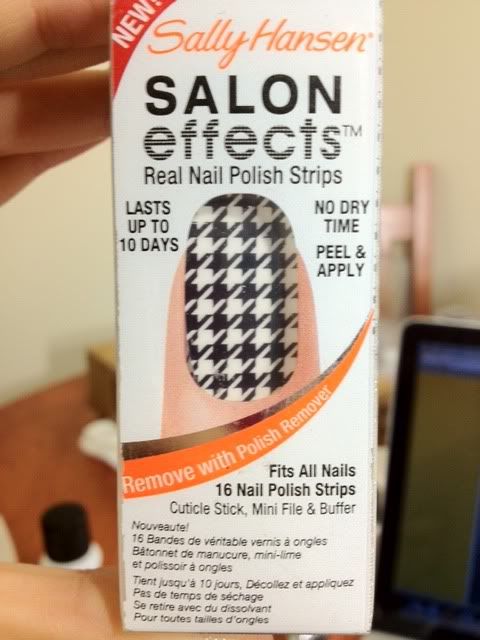 NEW!
Sally Hansen®
SALON
effects™
Real Nail Polish Strips
LASTS
UP TO
10 DAYS
NO DRY
TIME
PEEL &
APPLY
Remove with Polish Remover
Fits All Nails
16 Nail Polish Strips
Cuticle Stick, Mini File & Buffer
Nouveauté!
16 Bandes de véritable vernis à ongles
Bâtonnet de manucure, mini-lime
et polissoir à ongles
Tient jusqu'à 10 jours, Décollez et appliquez
Pas de temps de séchage
Se retire avec du dissolvant
Pour toutes tailles d'ongles